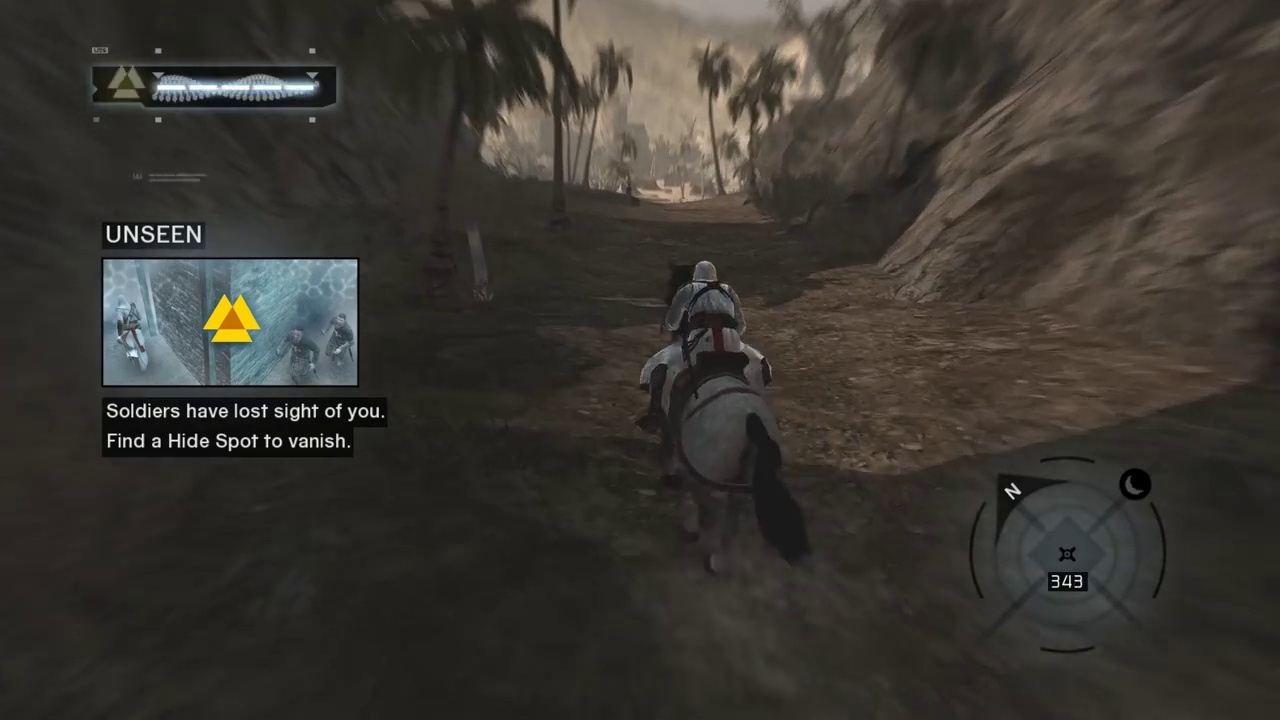 UNSEEN
Soldiers have lost sight of you.
Find a Hide Spot to vanish.
N
343